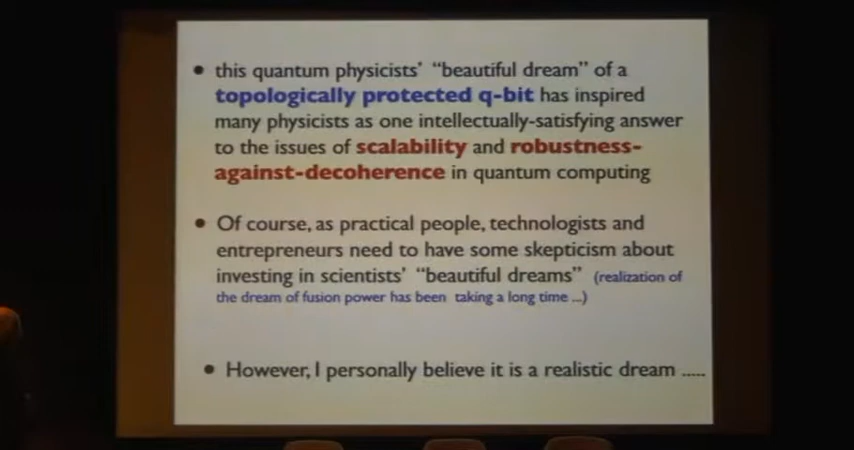 • this quantum physicists' “beautiful dream” of a
topologically protected q-bit has inspired
many physicists as one intellectually-satisfying answer
to the issues of scalability and robustness-
against-decoherence in quantum computing
• Of course, as practical people, technologists and
entrepreneurs need to have some skepticism about
investing in scientists' “beautiful dreams” (realization of
the dream of fusion power has been taking a long time ...)
• However, I personally believe it is a realistic dream .....